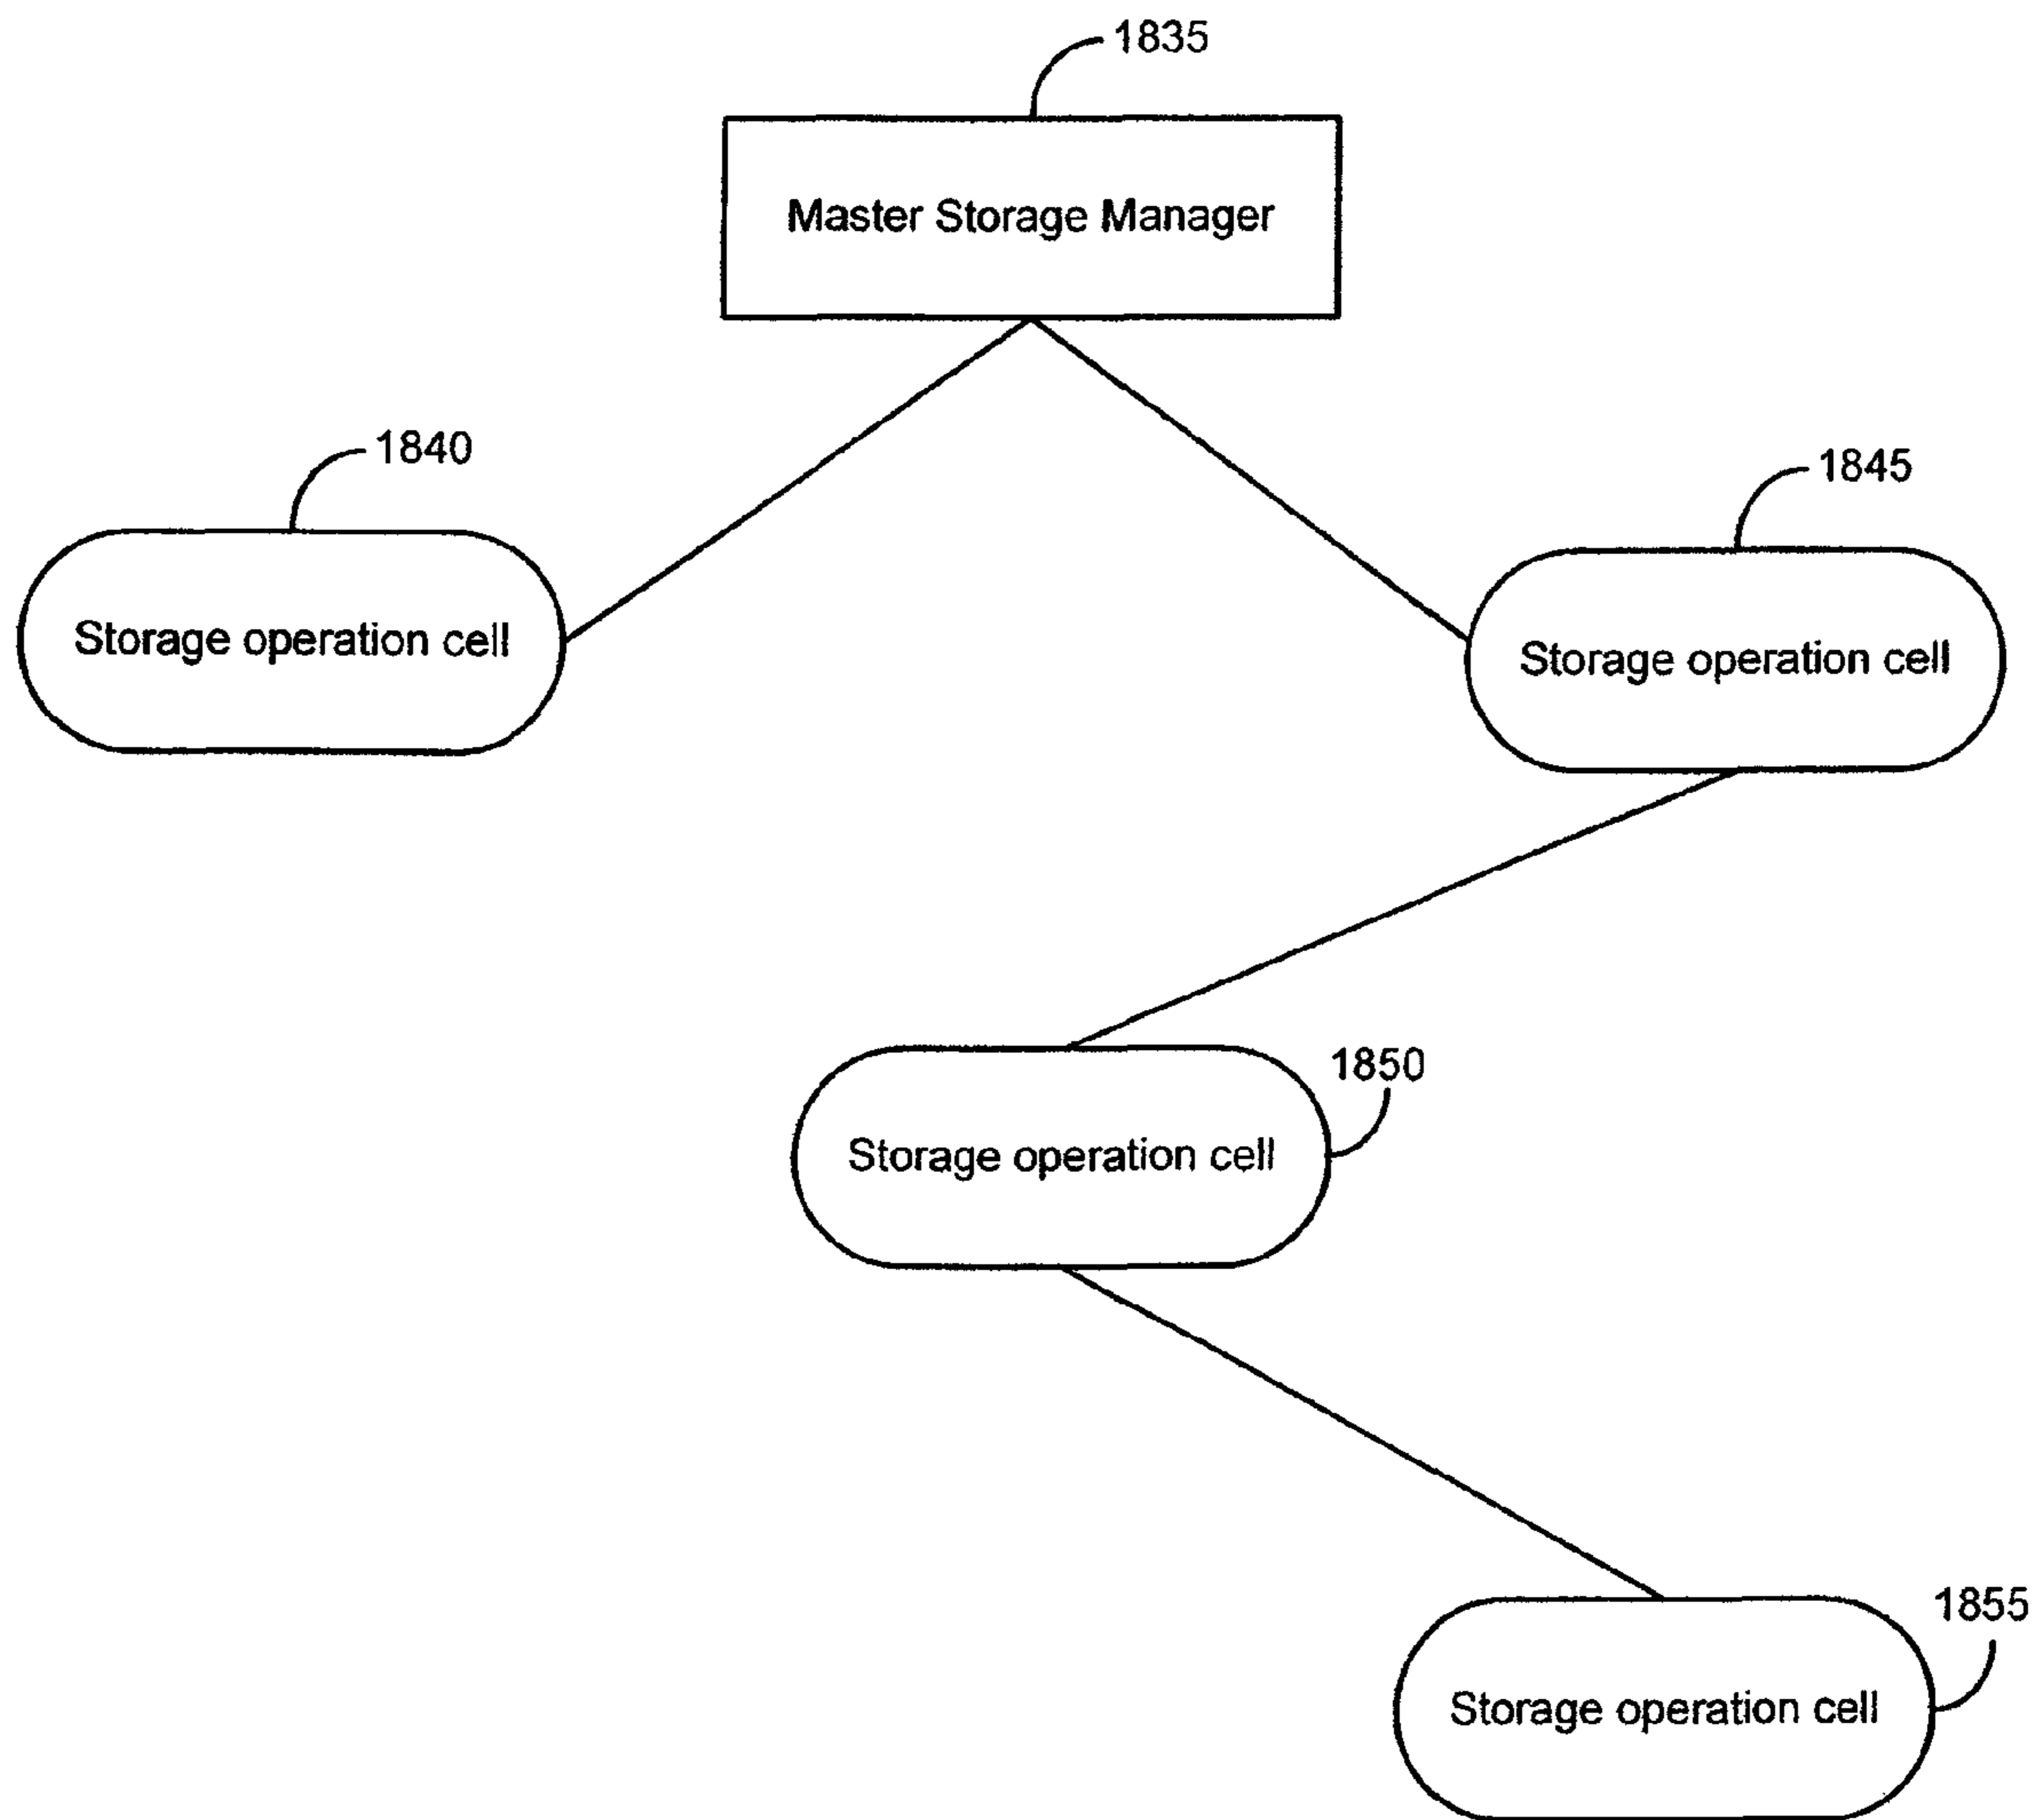 1835
Master Storage Manager
1840
1845
Storage operation cell
Storage operation cell
1850
Storage operation cell
1855
Storage operation cell